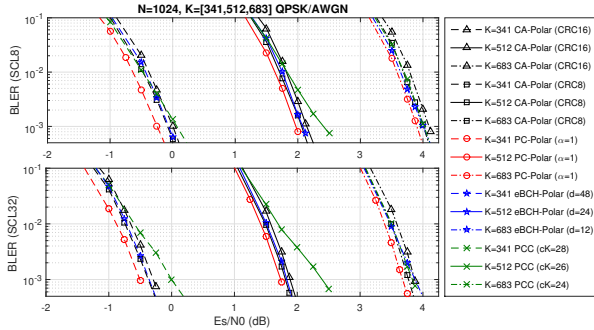 N=1024, K=[341,512,683] QPSK/AWGN
BLER (SCL8)
10^-1
10^-2
10^-3
-1
0
1
2
3
4
BLER (SCL32)
10^-1
10^-2
10^-3
-1
0
1
2
3
4
Es/N0 (dB)
K=341 CA-Polar (CRC16)
K=512 CA-Polar (CRC16)
K=683 CA-Polar (CRC16)
K=341 CA-Polar (CRC8)
K=512 CA-Polar (CRC8)
K=683 CA-Polar (CRC8)
K=341 PC-Polar (α=1)
K=512 PC-Polar (α=1)
K=683 PC-Polar (α=1)
K=341 eBCH-Polar (d=48)
K=512 eBCH-Polar (d=24)
K=683 eBCH-Polar (d=12)
K=341 PCC (cK=28)
K=512 PCC (cK=26)
K=683 PCC (cK=24)